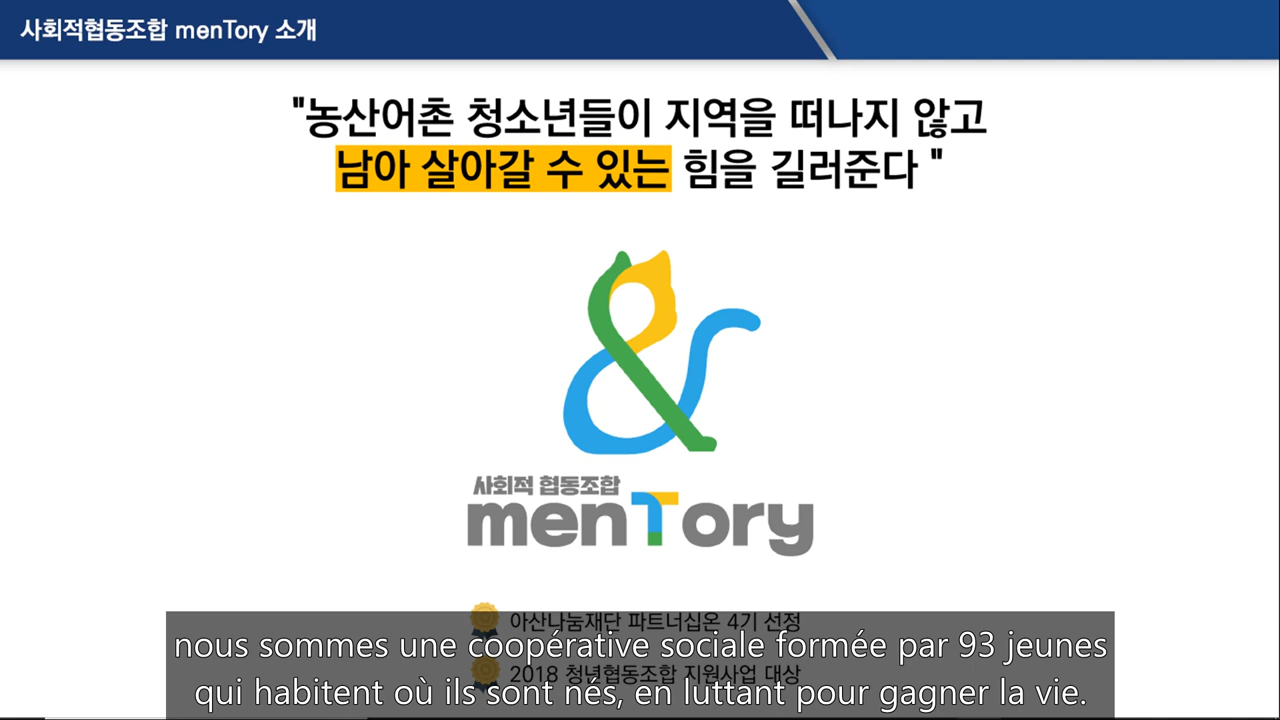 사회적협동조합 menTory 소개
"농산어촌 청소년들이 지역을 떠나지 않고
남아 살아갈 수 있는 힘을 길러준다 "
사회적 협동조합
menTory
아산나눔재단 파트너십온 4기 선정
nous sommes une coopérative sociale formée par 93 jeunes
2018 청년협동조합 지원사업 대상
qui habitent où ils sont nés, en luttant pour gagner la vie.